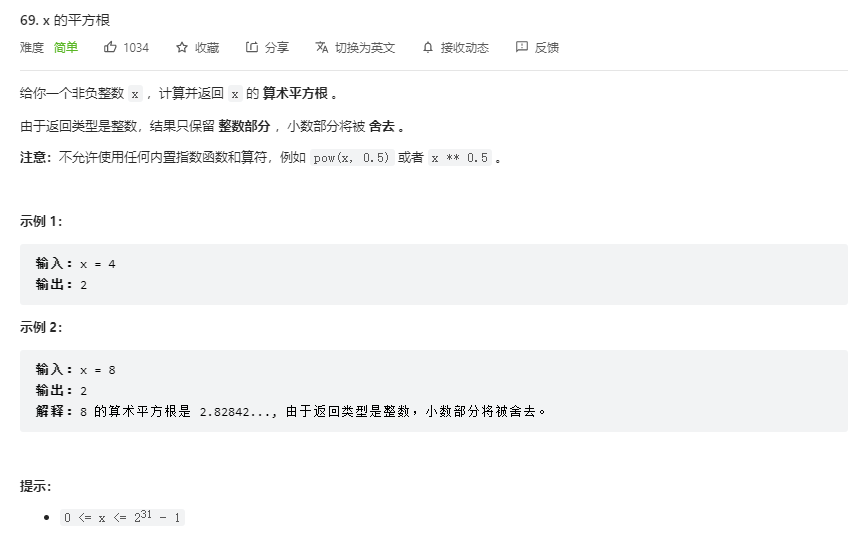 69. x 的平方根
难度 简单 1034 收藏 分享 切换为英文 接收动态 反馈
给你一个非负整数 x ，计算并返回 x 的 算术平方根 。
由于返回类型是整数，结果只保留 整数部分 ，小数部分将被 舍去 。
注意：不允许使用任何内置指数函数和算符，例如 pow(x, 0.5) 或者 x ** 0.5 。
示例 1：
输入：x = 4
输出：2
示例 2：
输入：x = 8
输出：2
解释：8 的算术平方根是 2.82842..., 由于返回类型是整数，小数部分将被舍去。
提示：
• 0 <= x <= 2³¹ - 1